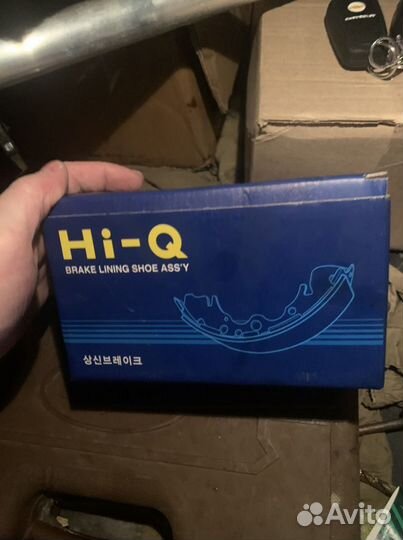 Hi-Q
BRAKE LINING SHOE ASS'Y
상신브레이크
Avito